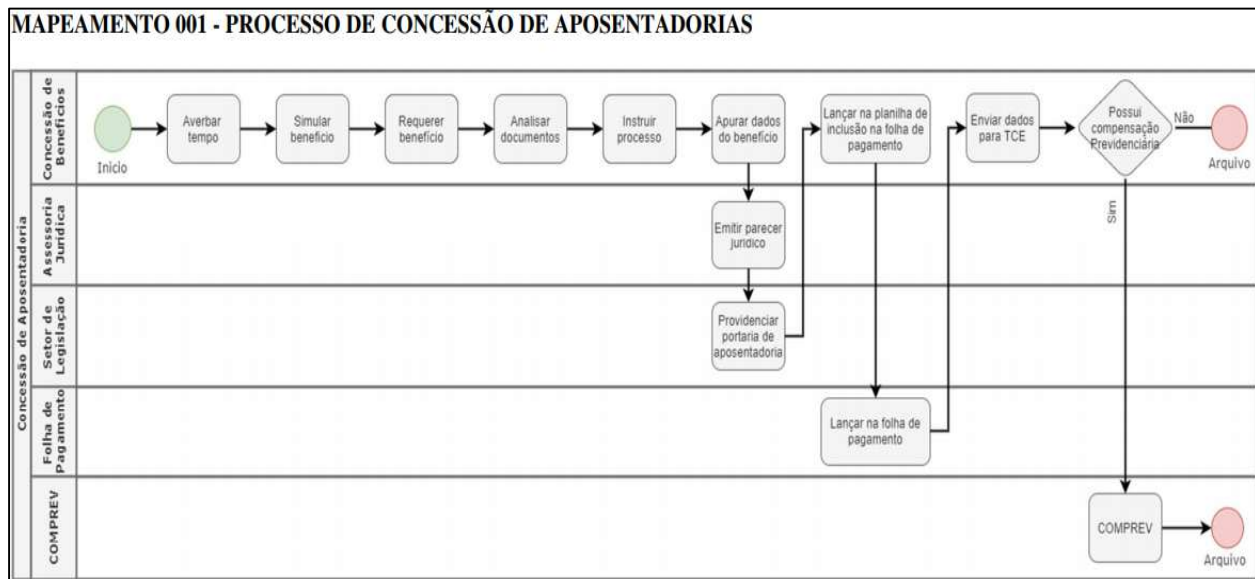 MAPEAMENTO 001 - PROCESSO DE CONCESSÃO DE APOSENTADORIAS
Concessão de Aposentadoria
Concessão de
Benefícios
Inicio
Averbar
tempo
Simular
benefício
Requerer
benefício
Analisar
documentos
Instruir
processo
Apurar dados
do benefício
Lançar na planilha de
inclusão na folha de
pagamento
Enviar dados
para TCE
Possui
compensação
Previdenciária
Não
Arquivo
Sim
Assessoria
Jurídica
Emitir parecer
jurídico
Setor de
Legislação
Providenciar
portaria de
aposentadoria
Folha de
Pagamento
Lançar na folha de
pagamento
COMPREV
COMPREV
Arquivo